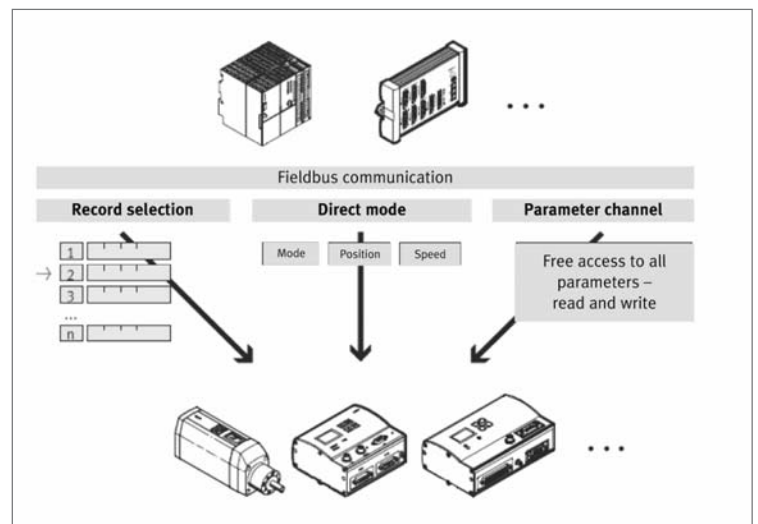 Fieldbus communication
Record selection
Direct mode
Parameter channel
1
2
3
...
n
Mode
Position
Speed
Free access to all
parameters –
read and write